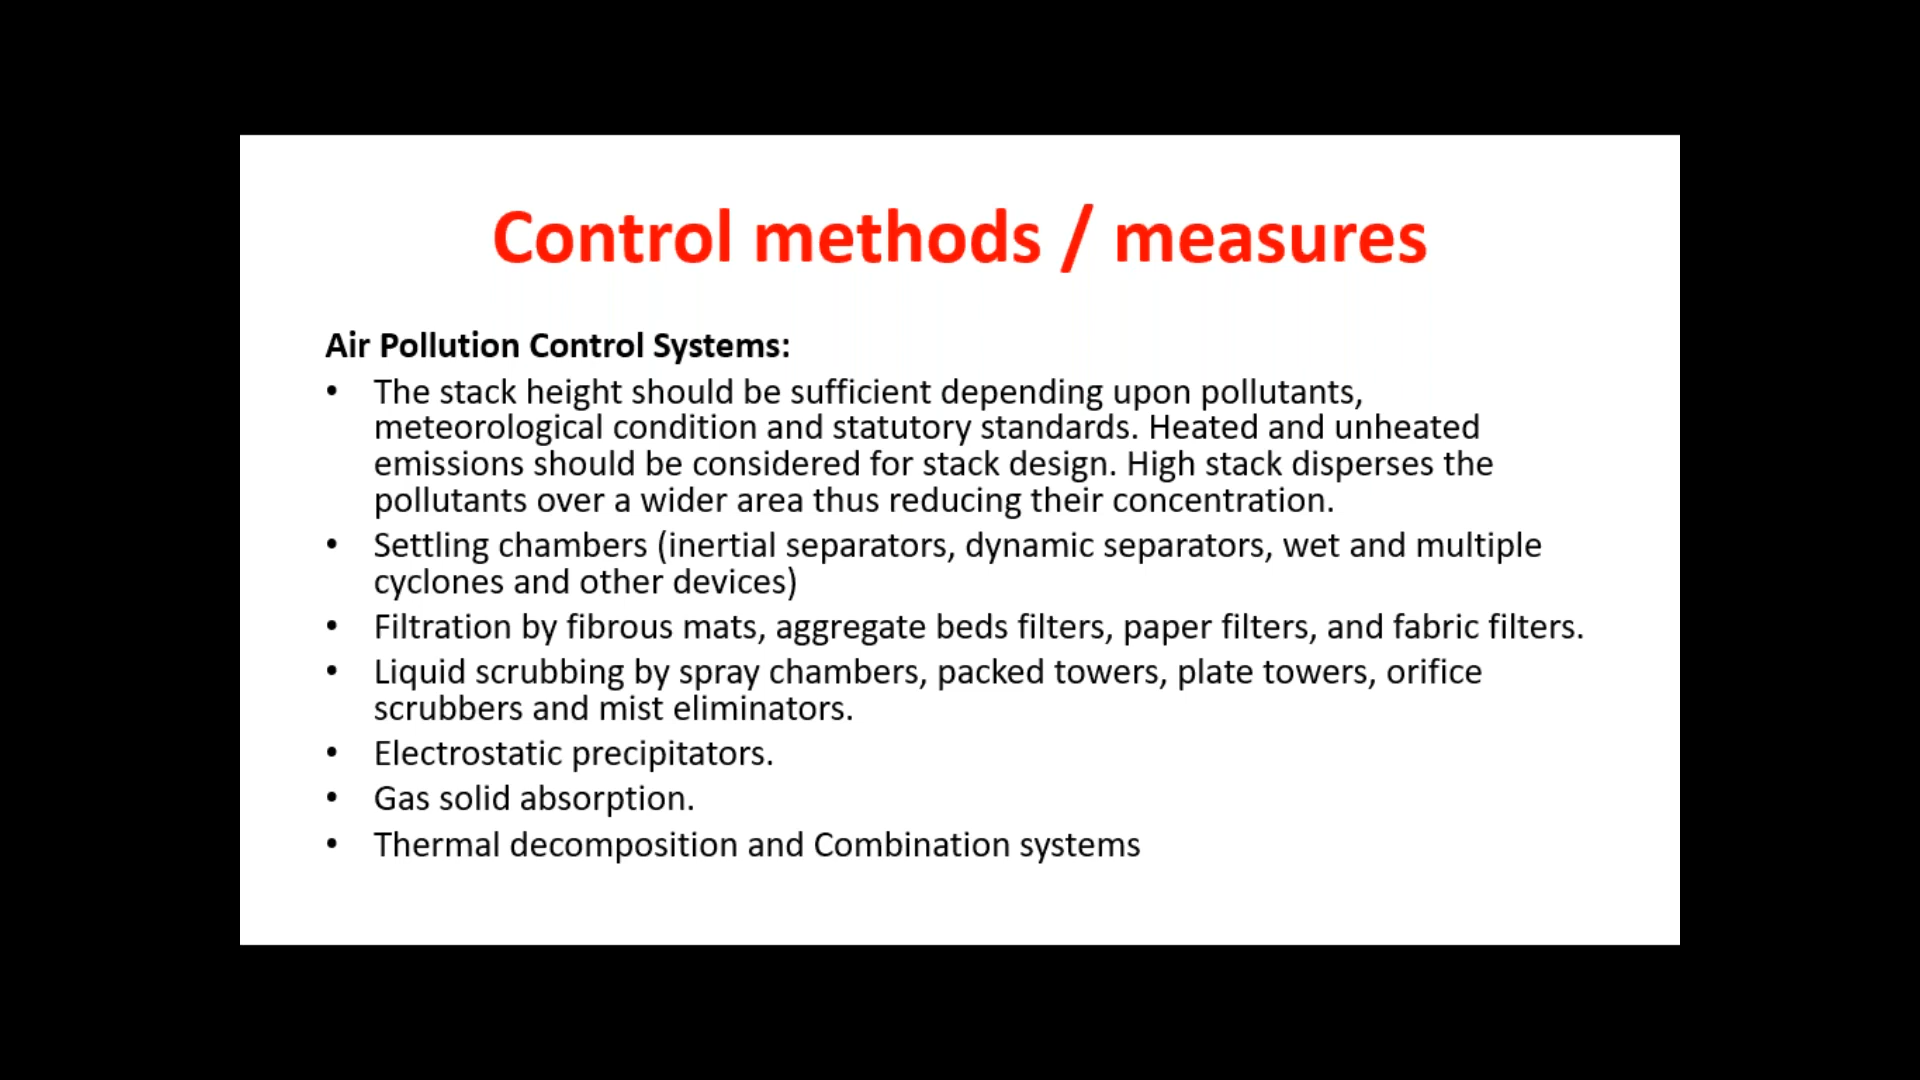 Control methods / measures
Air Pollution Control Systems:
• The stack height should be sufficient depending upon pollutants,
meteorological condition and statutory standards. Heated and unheated
emissions should be considered for stack design. High stack disperses the
pollutants over a wider area thus reducing their concentration.
• Settling chambers (inertial separators, dynamic separators, wet and multiple
cyclones and other devices)
• Filtration by fibrous mats, aggregate beds filters, paper filters, and fabric filters.
• Liquid scrubbing by spray chambers, packed towers, plate towers, orifice
scrubbers and mist eliminators.
• Electrostatic precipitators.
• Gas solid absorption.
• Thermal decomposition and Combination systems